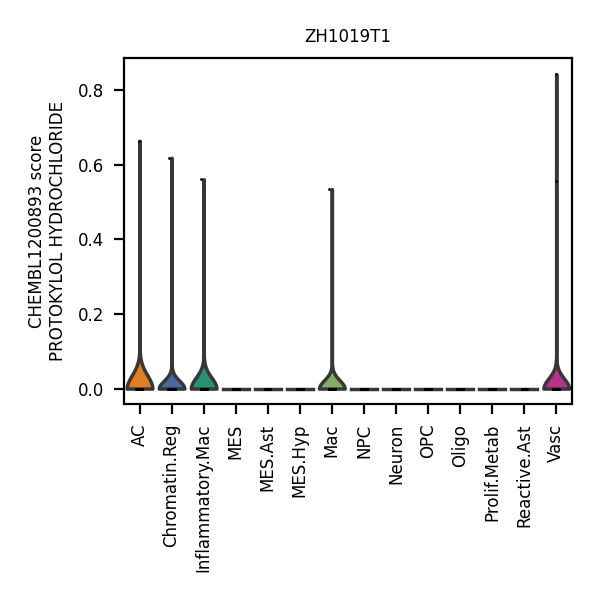 ZH1019T1
CHEMBL1200893 score
PROTOKYLOL HYDROCHLORIDE
0.8
0.6
0.4
0.2
0.0
AC
Chromatin.Reg
Inflammatory.Mac
MES
MES.Ast
MES.Hyp
Mac
NPC
Neuron
OPC
Oligo
Prolif.Metab
Reactive.Ast
Vasc